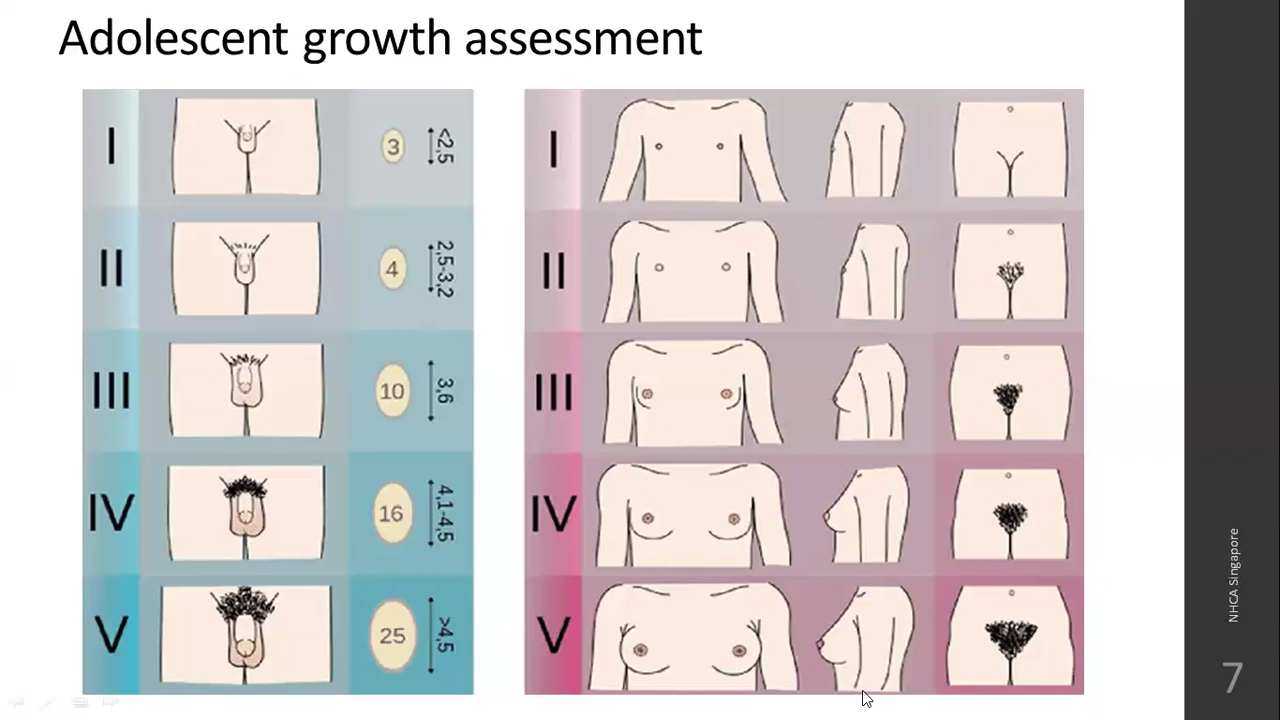 Adolescent growth assessment
I
3
<2,5
II
4
2,5-3,2
III
10
3,6
IV
16
4,1-4,5
V
25
>4,5
I
II
III
IV
V
NHCA Singapore
7